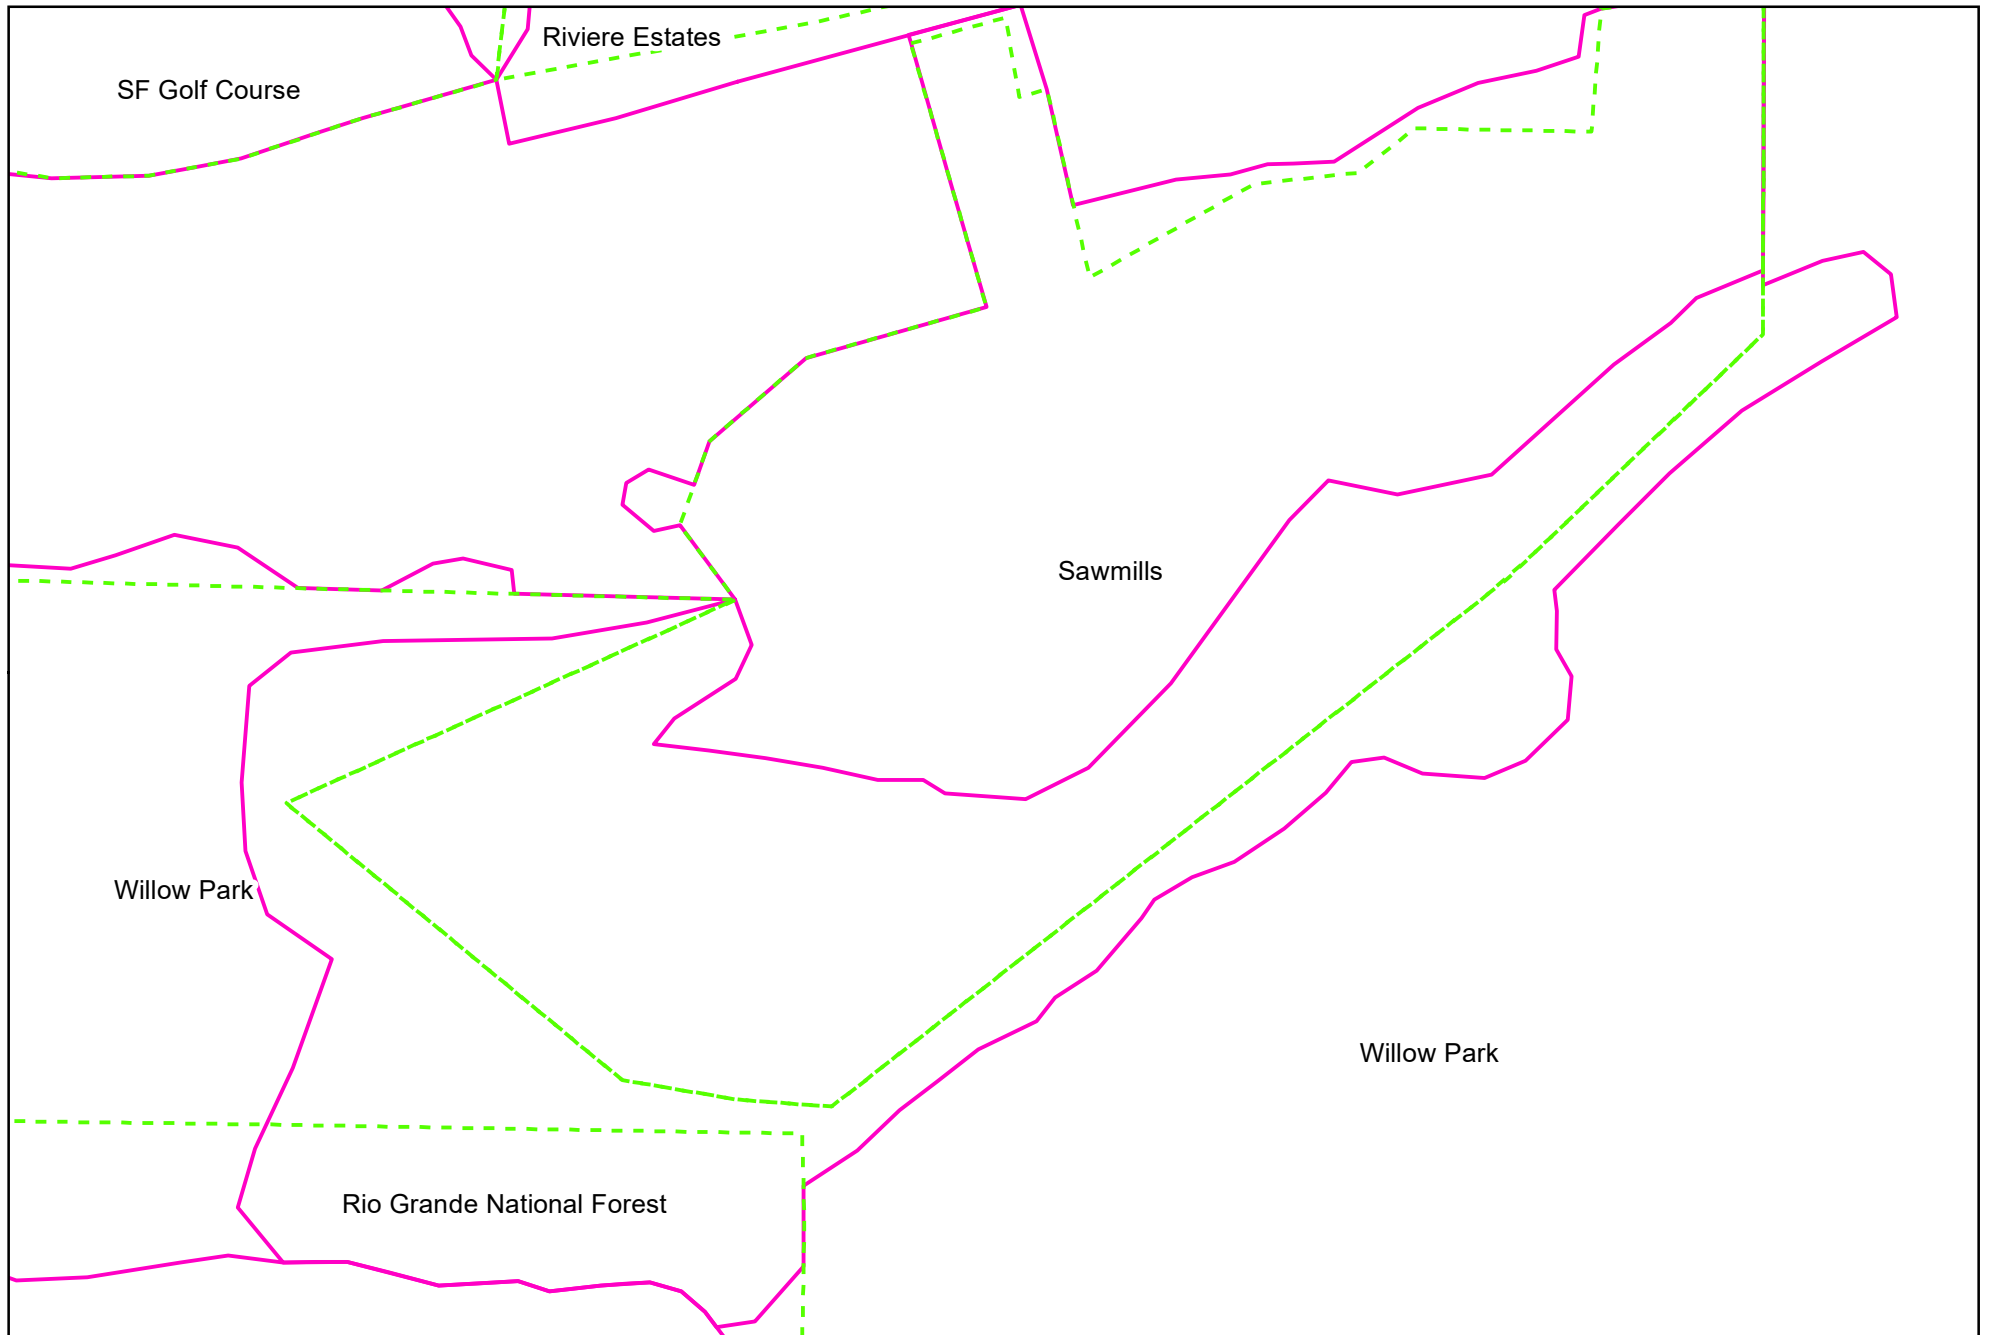 Riviere Estates
SF Golf Course
Sawmills
Willow Park
Willow Park
Rio Grande National Forest